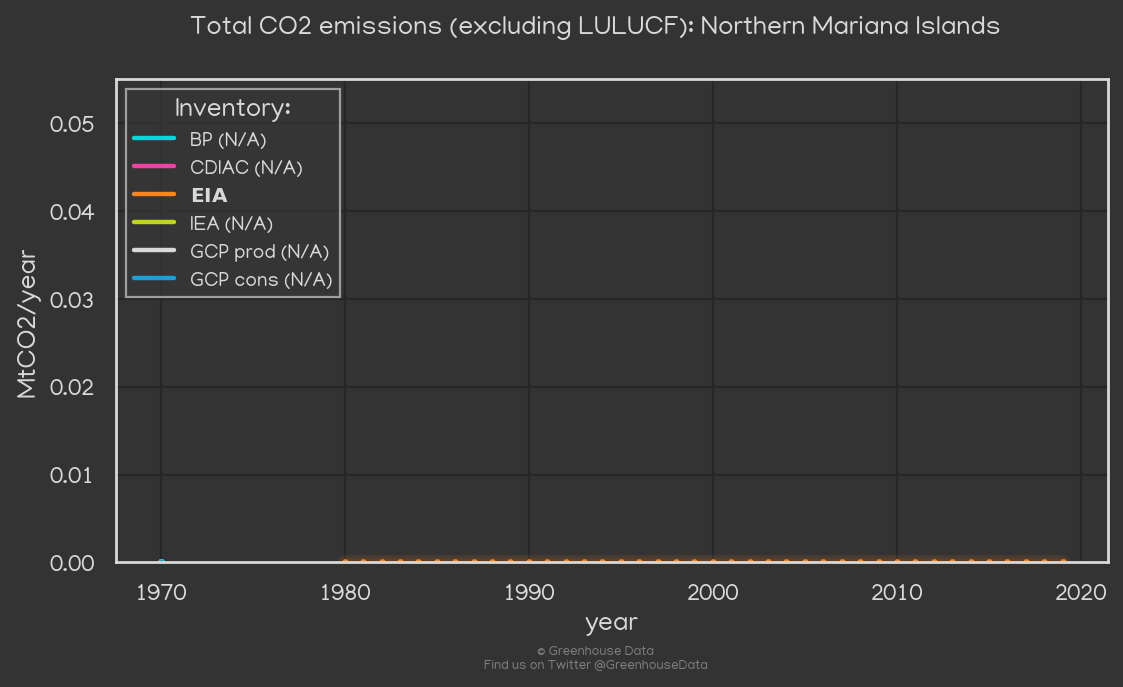 Total CO2 emissions (excluding LULUCF): Northern Mariana Islands
Inventory:
BP (N/A)
CDIAC (N/A)
EIA
IEA (N/A)
GCP prod (N/A)
GCP cons (N/A)
MtCO2/year
0.05
0.04
0.03
0.02
0.01
0.00
1970 1980 1990 2000 2010 2020
year
© Greenhouse Data
Find us on Twitter @GreenhouseData